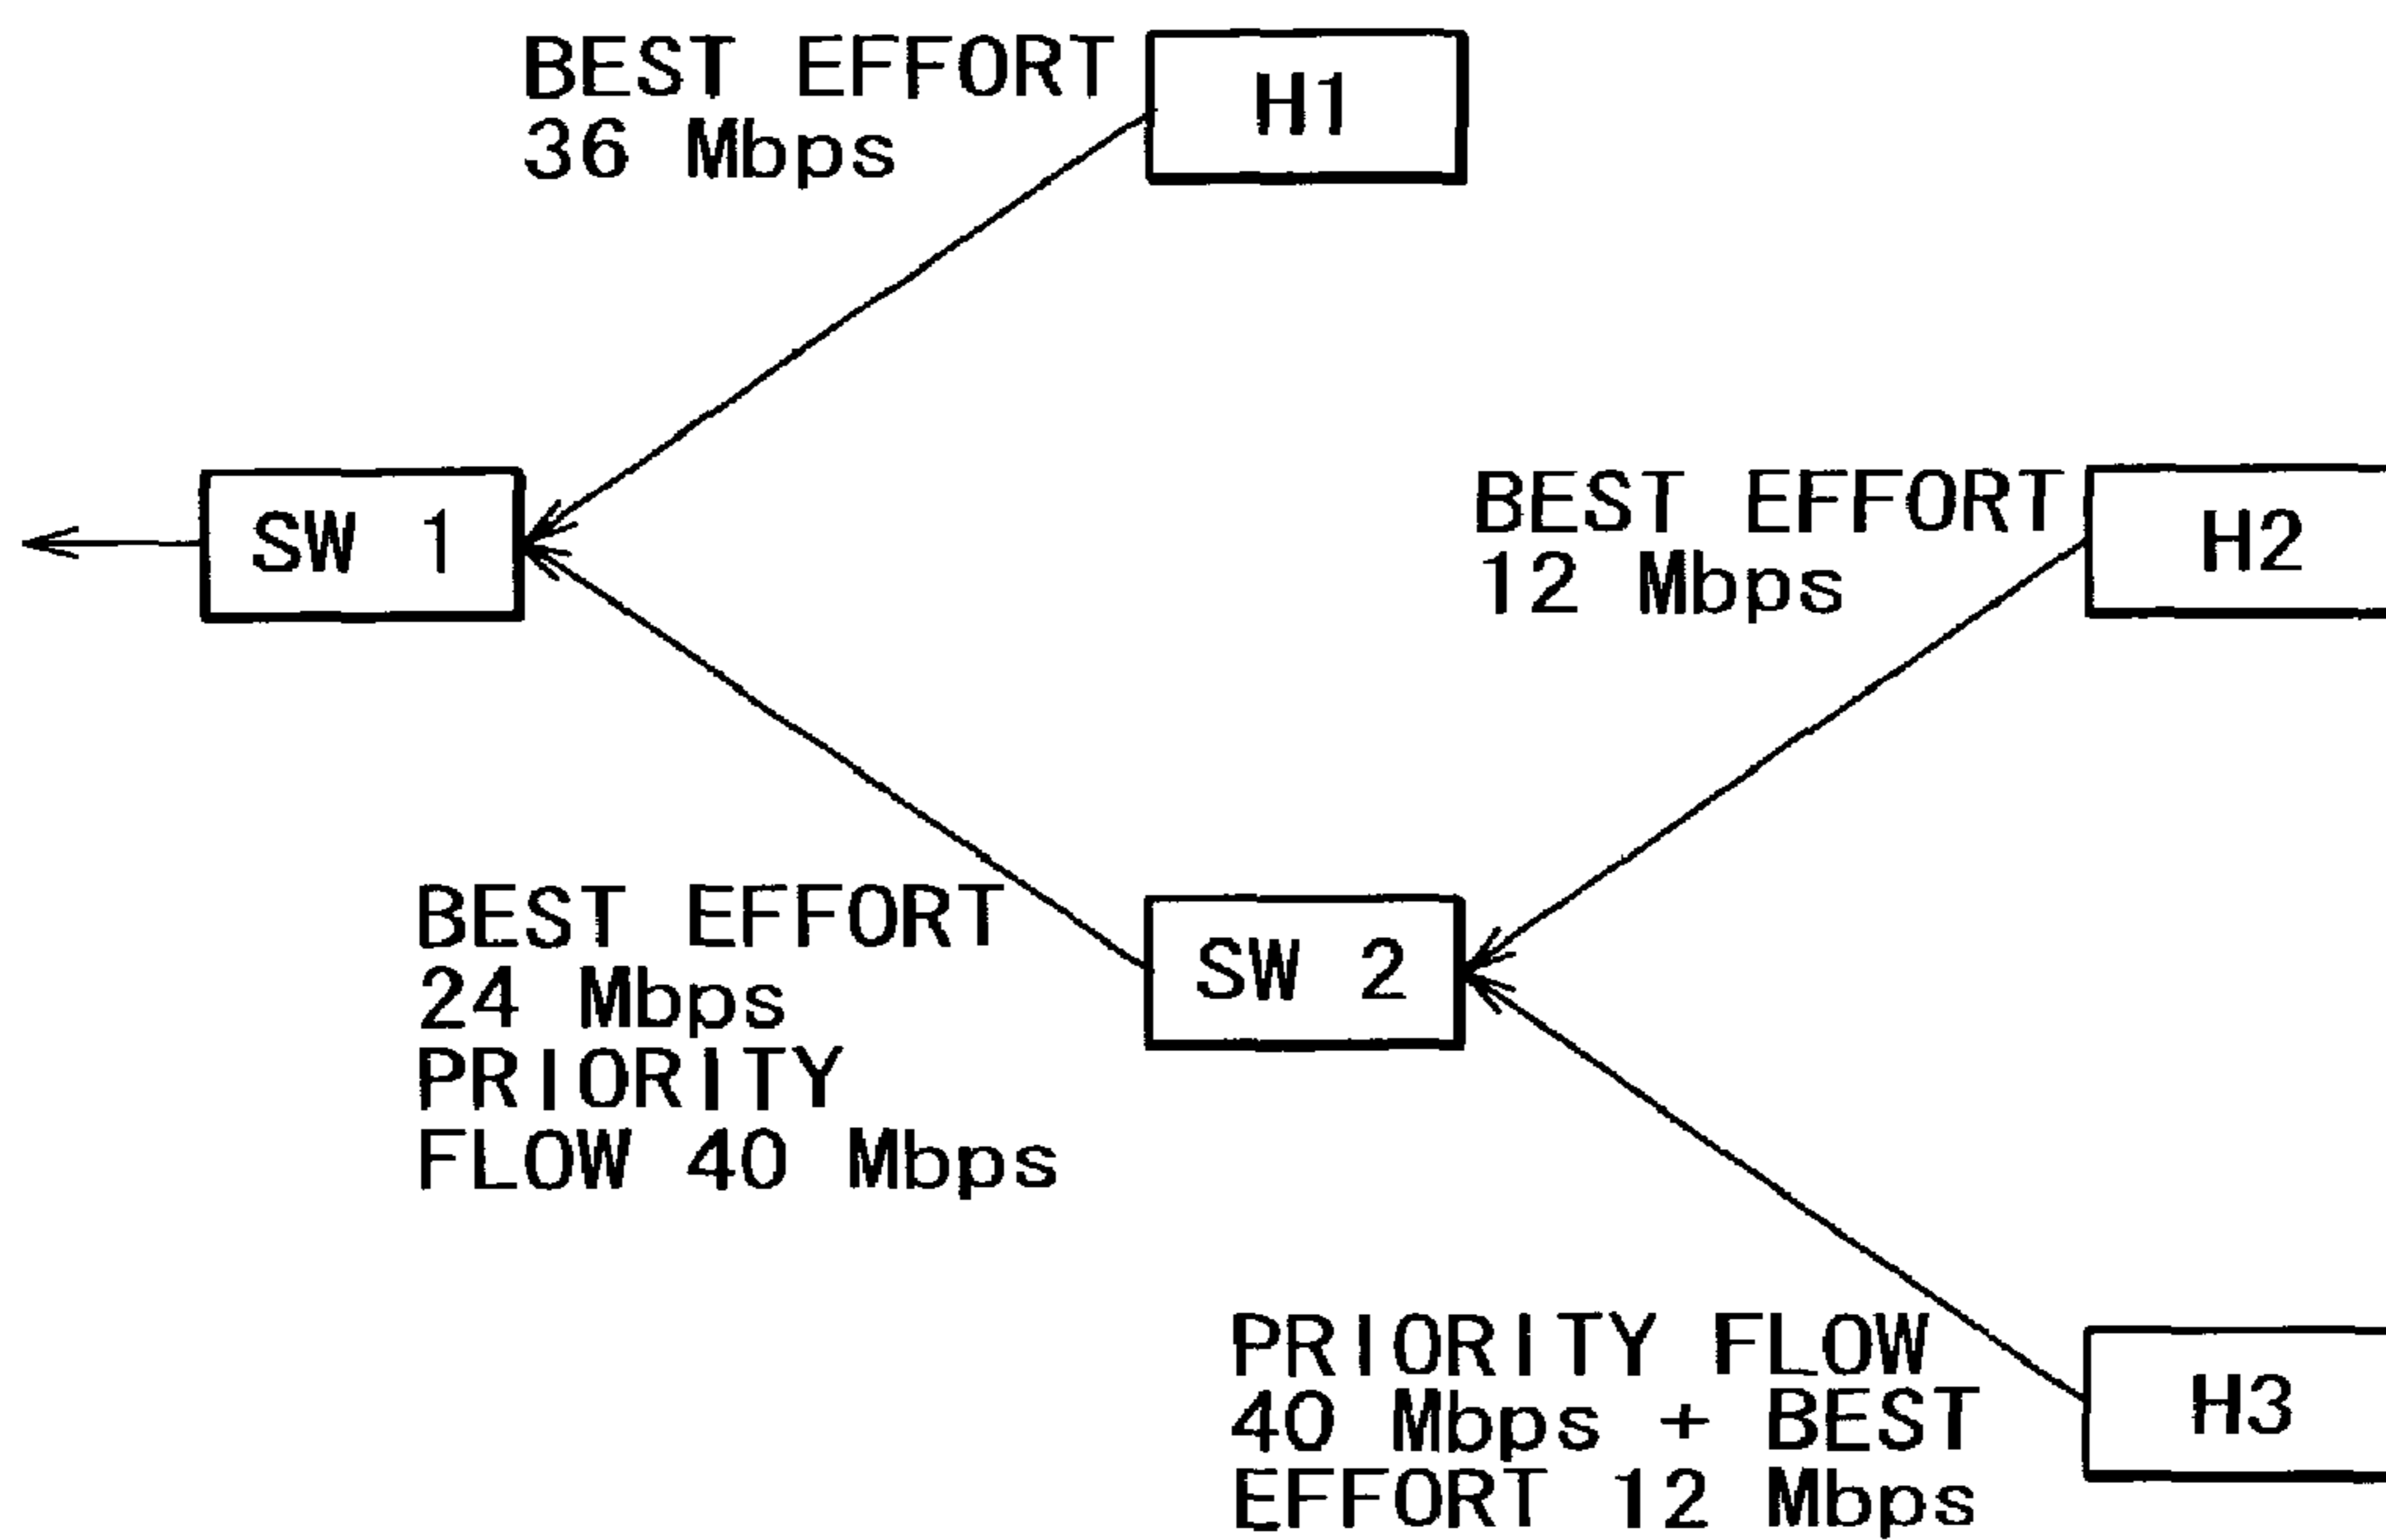 BEST EFFORT
36 Mbps
H1
SW 1
BEST EFFORT
12 Mbps
H2
BEST EFFORT
24 Mbps
PRIORITY
FLOW 40 Mbps
SW 2
PRIORITY FLOW
40 Mbps + BEST
EFFORT 12 Mbps
H3